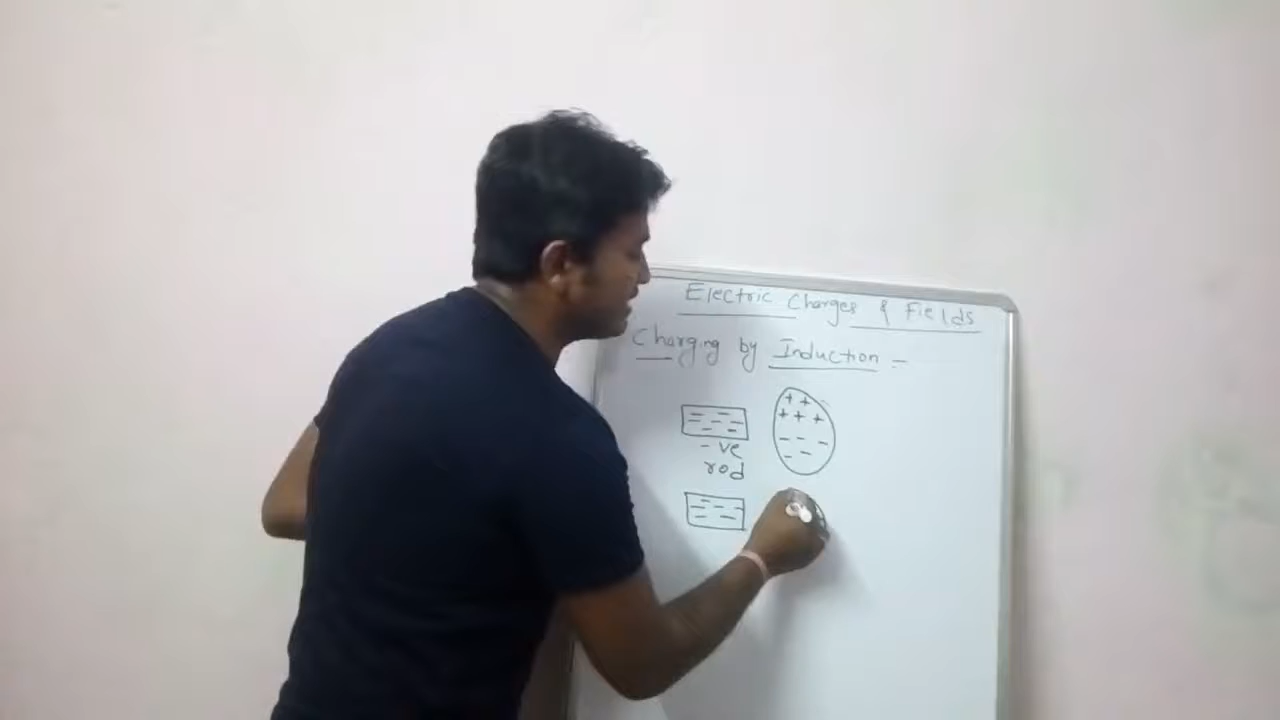 Electric Charges & Fields
Charging by Induction -
- ve
rod